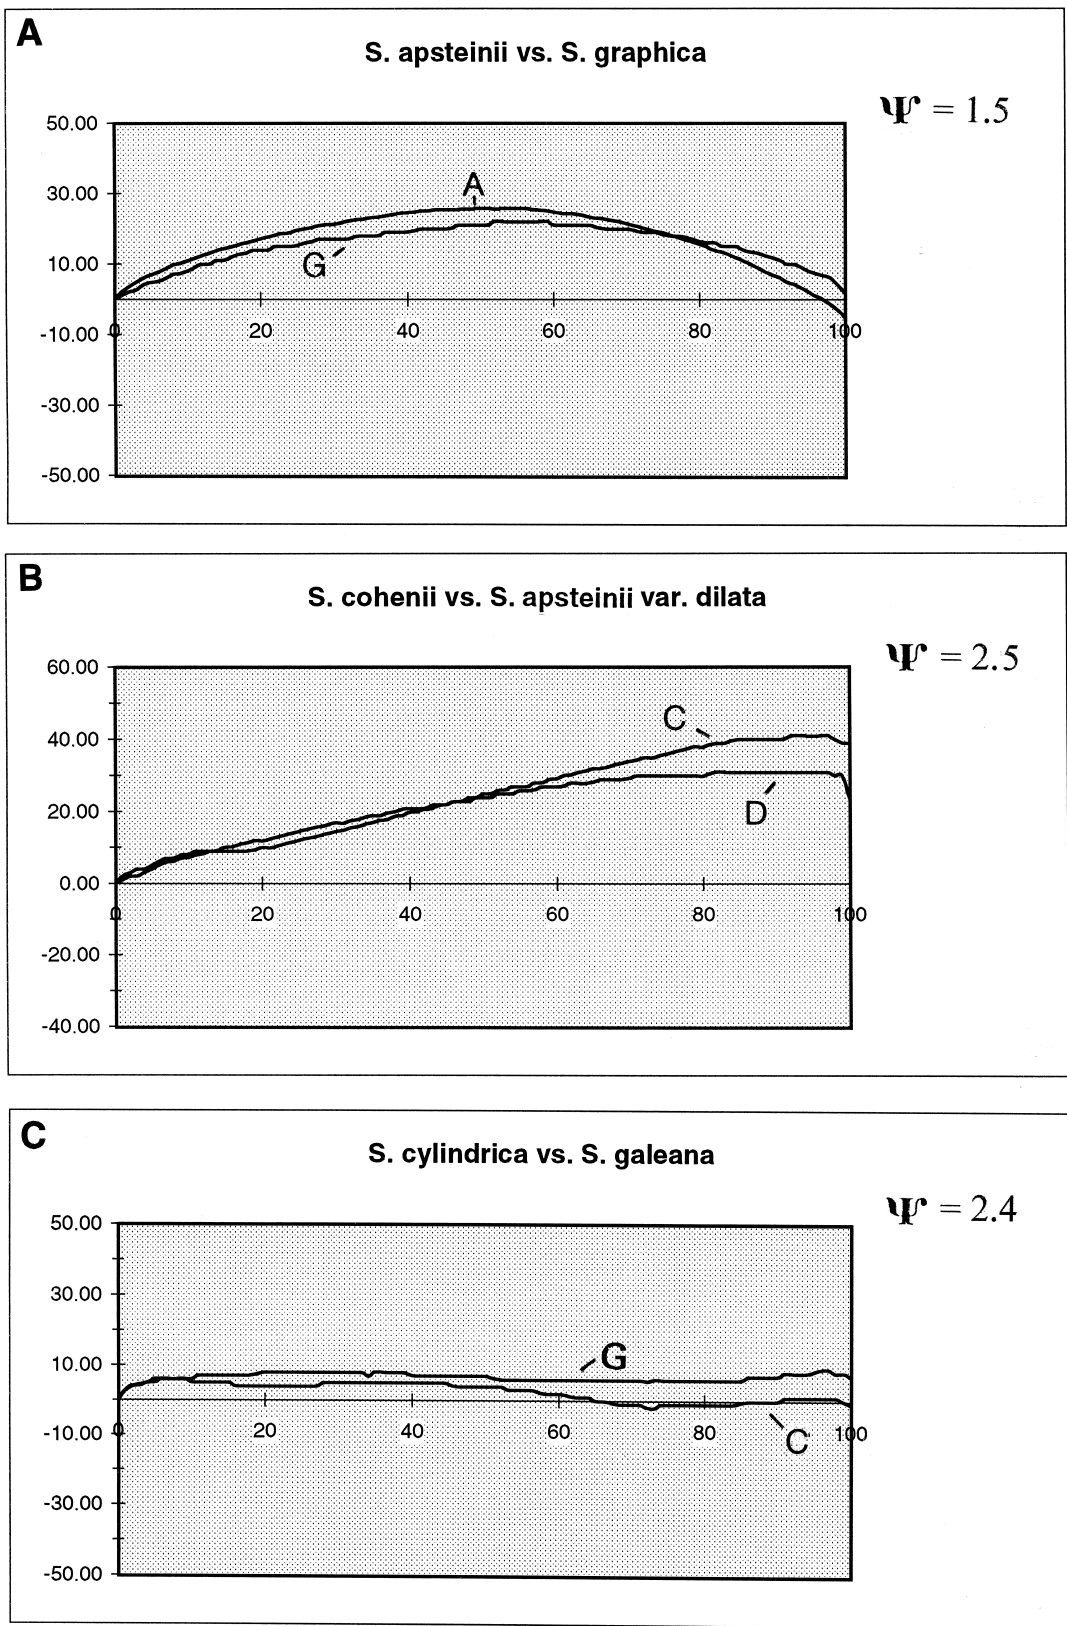 A
S. apsteinii vs. S. graphica
Ψ = 1.5
50.00
30.00
10.00
-10.00
-30.00
-50.00
A
G
0 20 40 60 80 100
B
S. cohenii vs. S. apsteinii var. dilata
Ψ = 2.5
60.00
40.00
20.00
0.00
-20.00
-40.00
C
D
0 20 40 60 80 100
C
S. cylindrica vs. S. galeana
Ψ = 2.4
50.00
30.00
10.00
-10.00
-30.00
-50.00
G
C
0 20 40 60 80 100